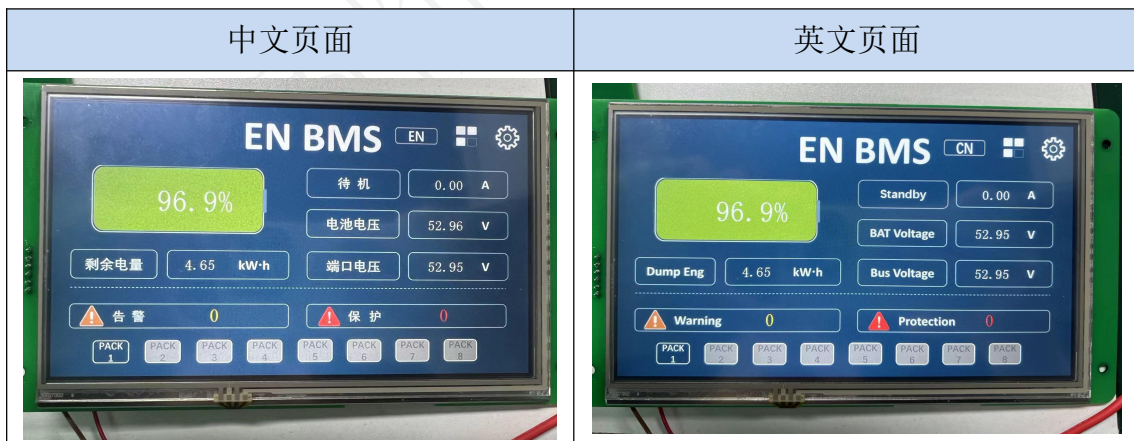 中文页面
英文页面
EN BMS EN
96.9%
待机 0.00 A
电池电压 52.96 V
剩余电量 4.65 kW·h
端口电压 52.95 V
告警 0
保护 0
PACK 1
PACK 2
PACK 3
PACK 4
PACK 5
PACK 6
PACK 7
PACK 8
EN BMS CN
96.9%
Standby 0.00 A
BAT Voltage 52.95 V
Dump Eng 4.65 kW·h
Bus Voltage 52.95 V
Warning 0
Protection 0
PACK 1
PACK 2
PACK 3
PACK 4
PACK 5
PACK 6
PACK 7
PACK 8